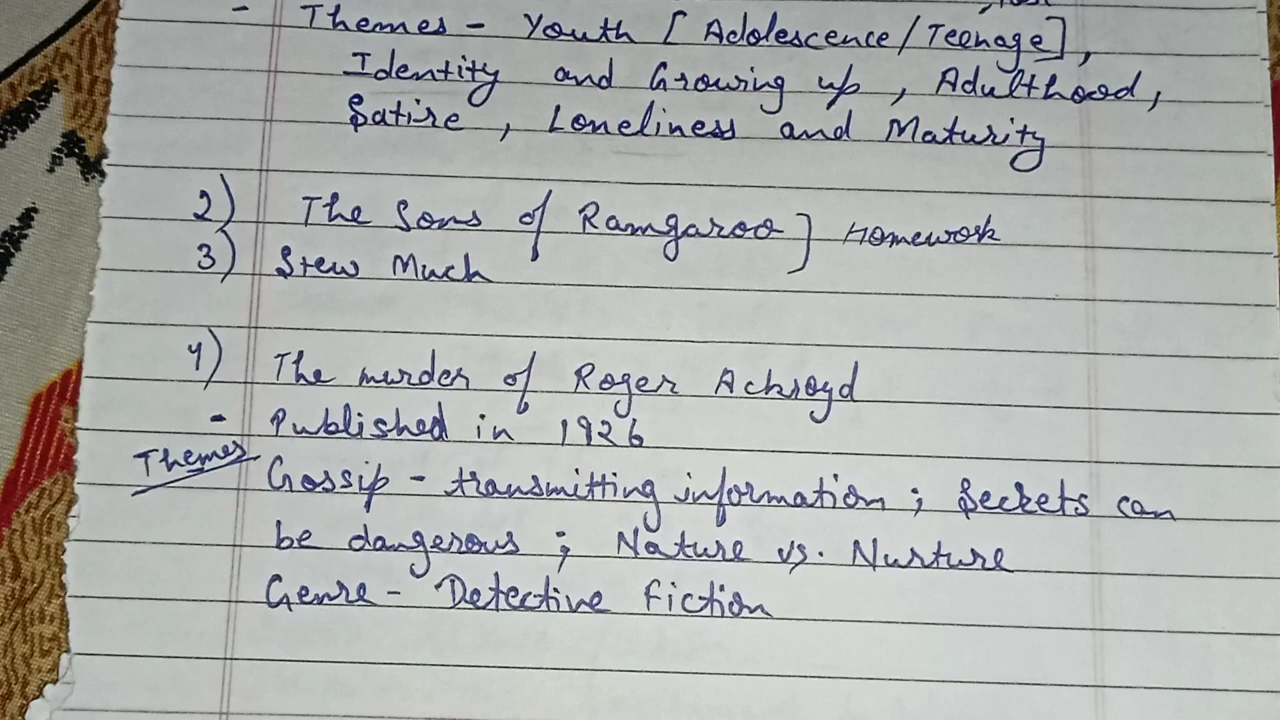 - Themes - Youth [Adolescence/Teenage],
Identity and Growing up, Adulthood,
Satire, Loneliness and Maturity
2) The Sons of Ramgaroo ] Homework
3) Stew Much
4) The murder of Roger Ackroyd
- Published in 1926
Themes Gossip - transmitting information; Secrets can
be dangerous; Nature vs. Nurture
Genre - Detective Fiction